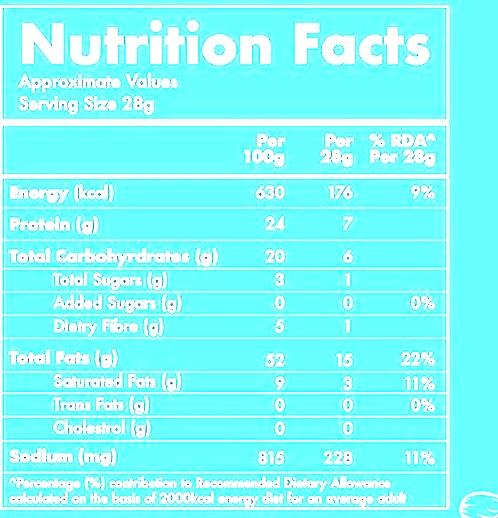 Nutrition Facts
Approximate Values
Serving Size 28g
Per 100g Per 28g % RDA^ Per 28g
Energy (kcal) 630 176 9%
Protein (g) 24 7
Total Carbohyrdrates (g) 20 6
Total Sugars (g) 3 1
Added Sugars (g) 0 0 0%
Dietry Fibre (g) 5 1
Total Fats (g) 52 15 22%
Saturated Fats (g) 9 3 11%
Trans Fats (g) 0 0 0%
Cholestrol (g) 0 0
Sodium (mg) 815 228 11%
^Percentage (%) contribution to Recommended Dietary Allowance
calculated on the basis of 2000kcal energy diet for an average adult